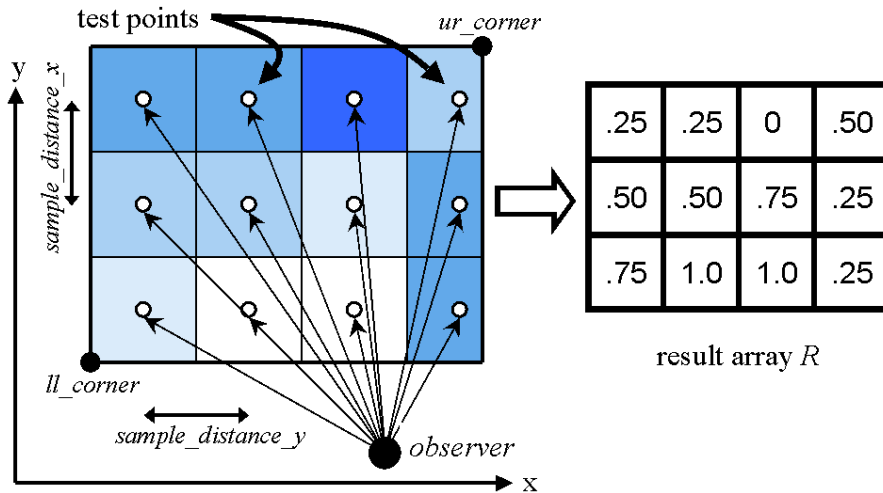 test points
ur_corner
y
sample_distance_x
.25 .25 0 .50
.50 .50 .75 .25
.75 1.0 1.0 .25
result array R
ll_corner
sample_distance_y
observer
x